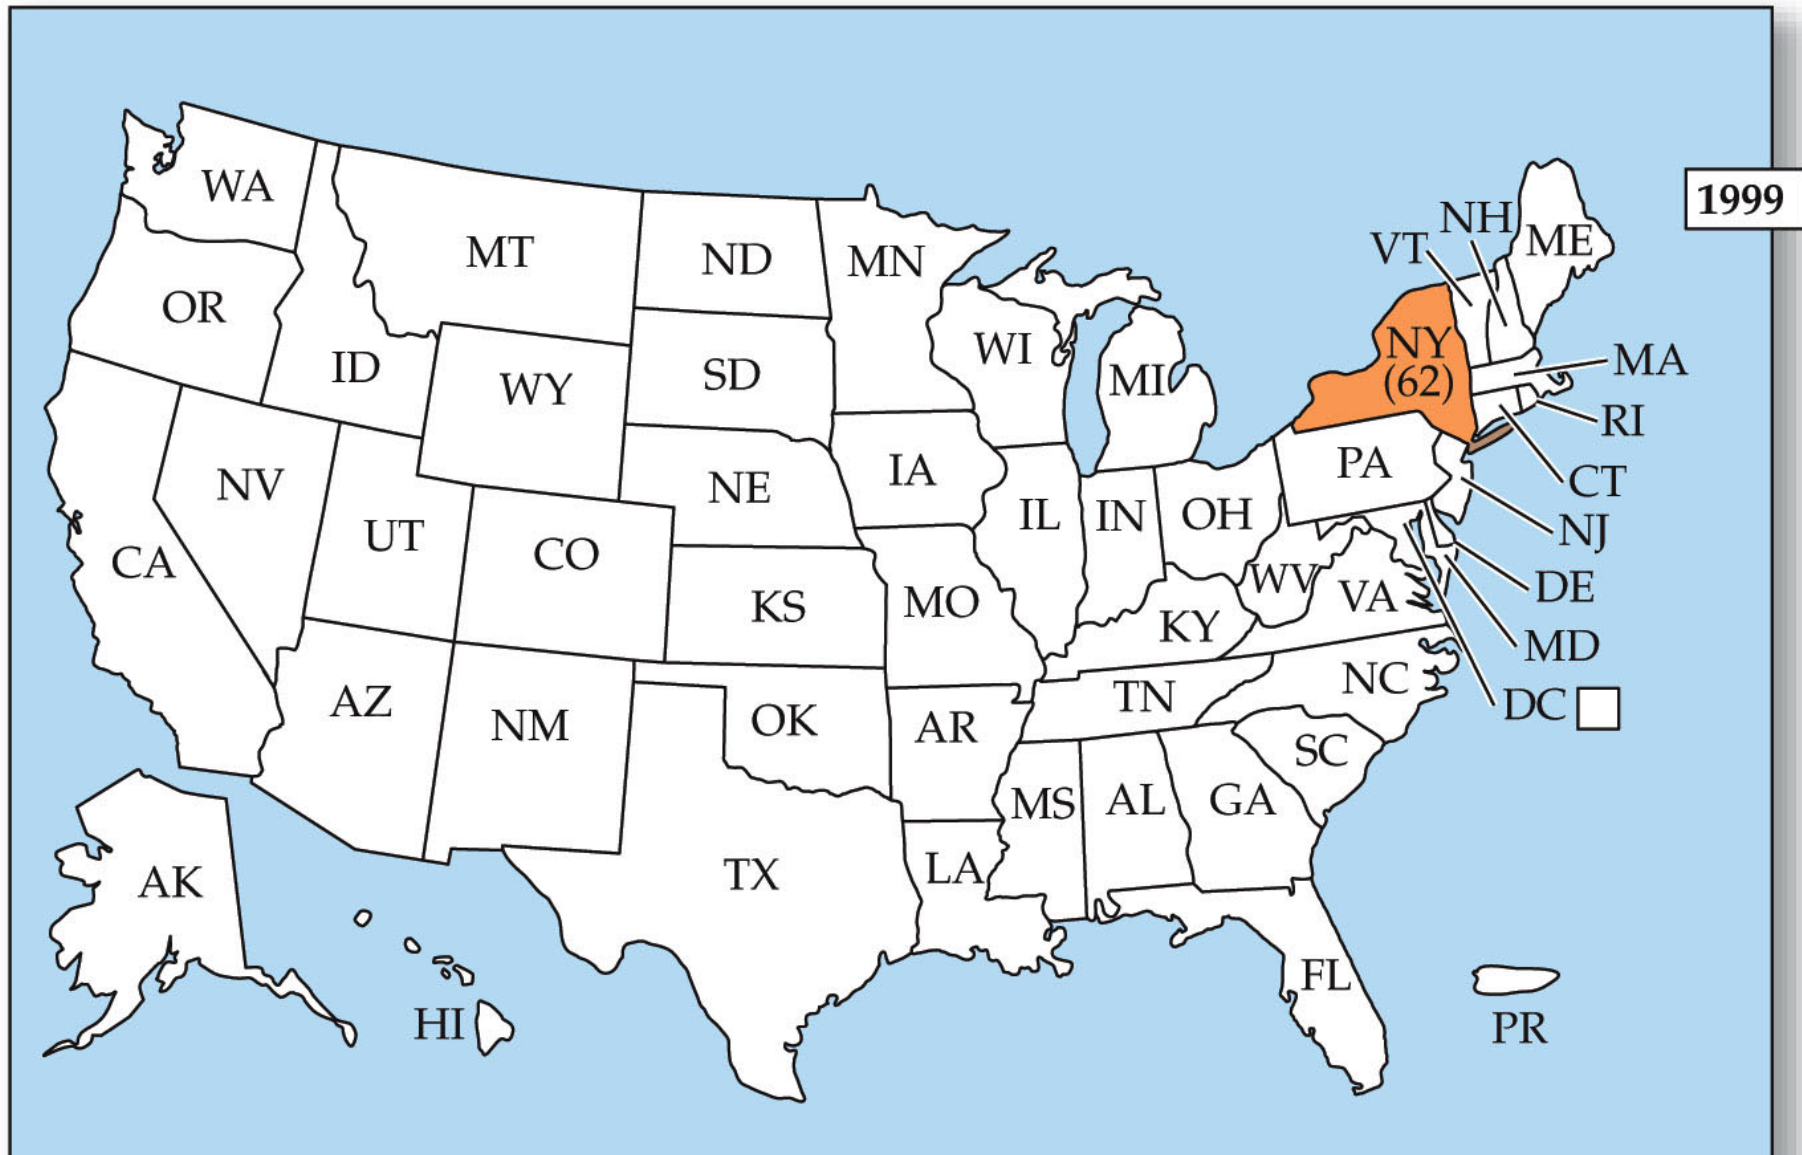 1999
WA
MT
ND
MN
NH
ME
VT
OR
ID
WY
SD
WI
MI
NY
(62)
MA
RI
NV
UT
CO
NE
IA
IL
IN
OH
PA
CT
NJ
CA
KS
MO
KY
WV
VA
DE
MD
DC
AZ
NM
OK
AR
TN
NC
SC
TX
LA
MS
AL
GA
AK
HI
FL
PR